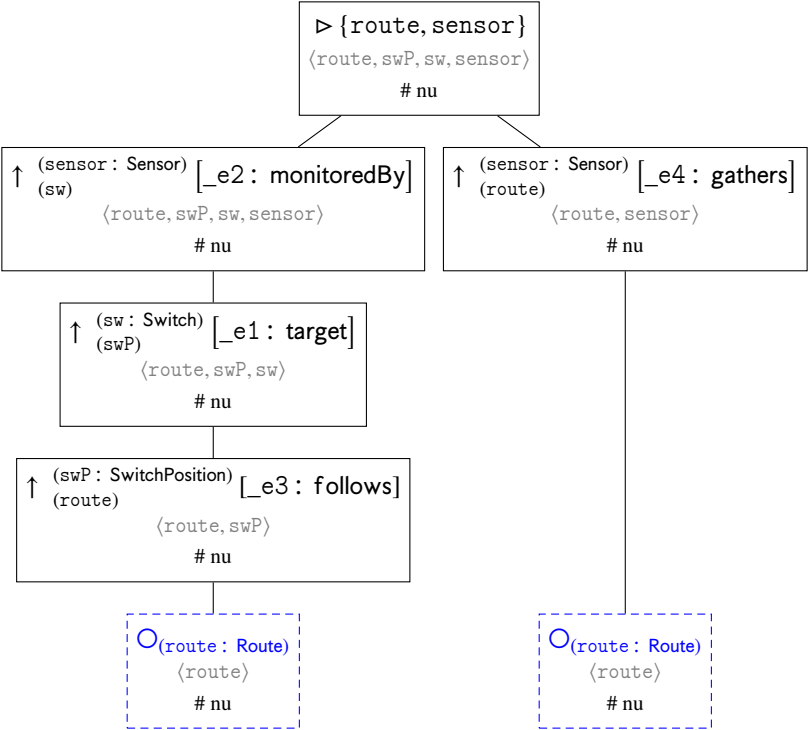 ▷ {route, sensor}
⟨route, swP, sw, sensor⟩
# nu
↑ (sensor: Sensor) (sw) [_e2: monitoredBy]
⟨route, swP, sw, sensor⟩
# nu
↑ (sensor: Sensor) (route) [_e4: gathers]
⟨route, sensor⟩
# nu
↑ (sw: Switch) (swP) [_e1: target]
⟨route, swP, sw⟩
# nu
↑ (swP: SwitchPosition) (route) [_e3: follows]
⟨route, swP⟩
# nu
○(route: Route)
⟨route⟩
# nu
○(route: Route)
⟨route⟩
# nu